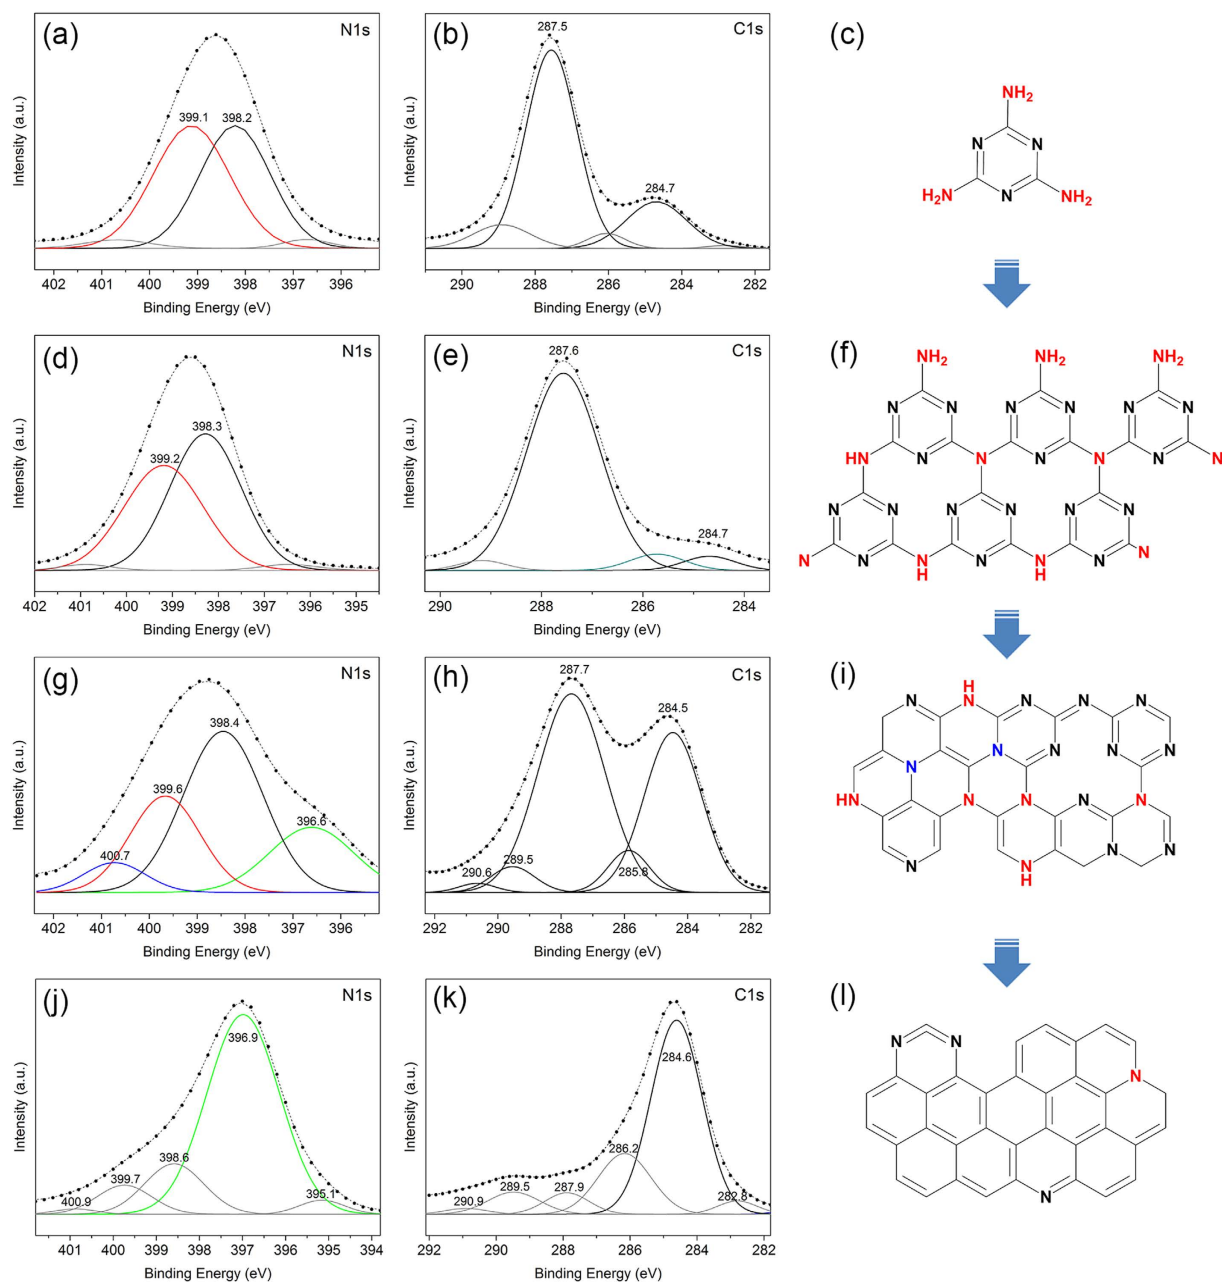 (a)
N1s
399.1
398.2
Intensity (a.u.)
402 401 400 399 398 397 396
Binding Energy (eV)
(b)
C1s
287.5
284.7
Intensity (a.u.)
290 288 286 284 282
Binding Energy (eV)
(c)
NH2
N N
H2N N NH2
(d)
N1s
398.3
399.2
Intensity (a.u.)
402 401 400 399 398 397 396 395
Binding Energy (eV)
(e)
C1s
287.6
284.7
Intensity (a.u.)
290 288 286 284
Binding Energy (eV)
(f)
NH2 NH2 NH2
N N N N N N
HN N N N N N N
N N N N N N
N N N N N N
H H
(g)
N1s
398.4
399.6
396.6
400.7
Intensity (a.u.)
402 401 400 399 398 397 396
Binding Energy (eV)
(h)
C1s
287.7
284.5
289.5
290.6
285.8
Intensity (a.u.)
292 290 288 286 284 282
Binding Energy (eV)
(i)
H
N N N N N
N N N N
N
HN N N N N
N N N
N
H
(j)
N1s
396.9
398.6
399.7
400.9
395.1
Intensity (a.u.)
401 400 399 398 397 396 395 394
Binding Energy (eV)
(k)
C1s
284.6
286.2
289.5
287.9
290.9
282.8
Intensity (a.u.)
292 290 288 286 284 282
Binding Energy (eV)
(l)
N N
N
N